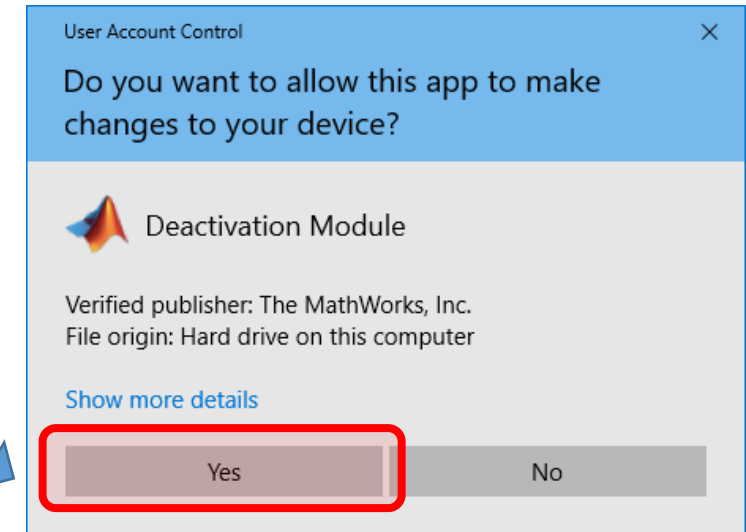 User Account Control
Do you want to allow this app to make
changes to your device?
Deactivation Module
Verified publisher: The MathWorks, Inc.
File origin: Hard drive on this computer
Show more details
Yes
No